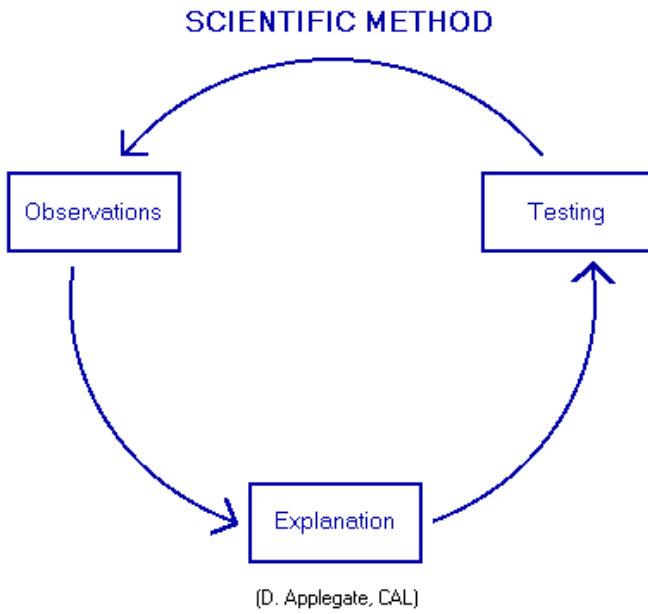 SCIENTIFIC METHOD
Observations
Testing
Explanation
(D. Applegate, CAL)